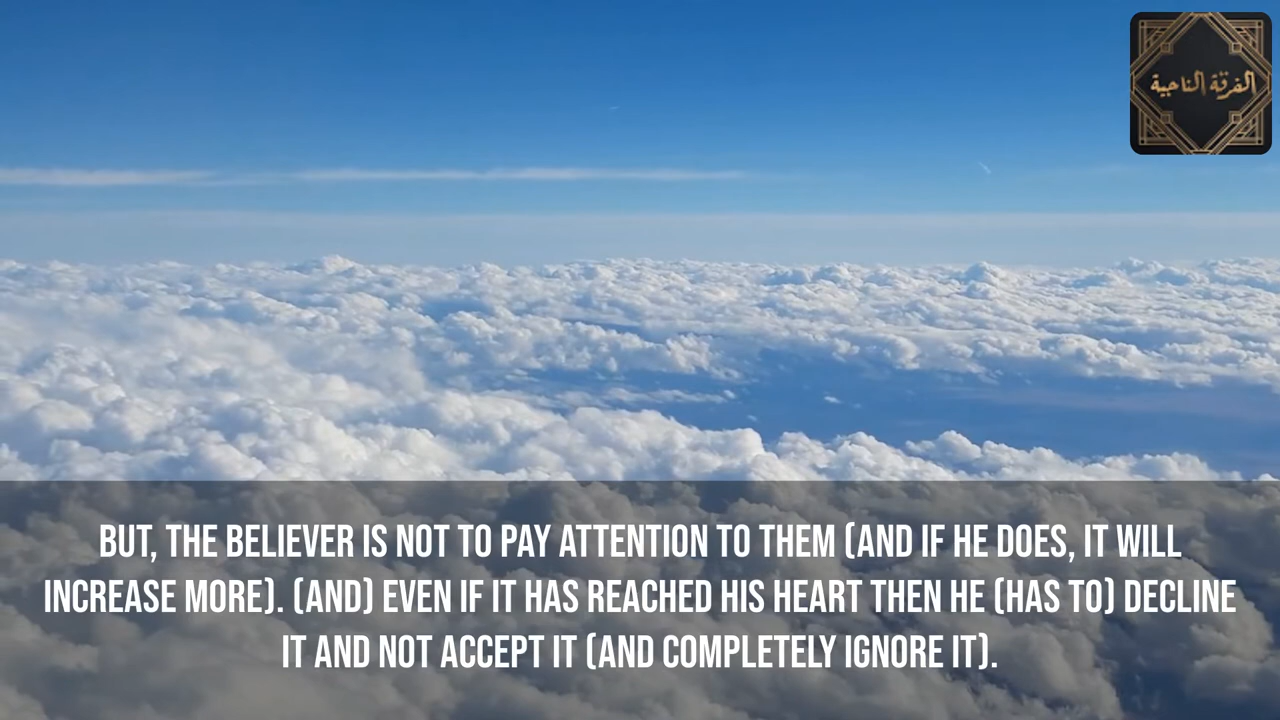 الفرقة الناجية
BUT, THE BELIEVER IS NOT TO PAY ATTENTION TO THEM (AND IF HE DOES, IT WILL
INCREASE MORE). (AND) EVEN IF IT HAS REACHED HIS HEART THEN HE (HAS TO) DECLINE
IT AND NOT ACCEPT IT (AND COMPLETELY IGNORE IT).